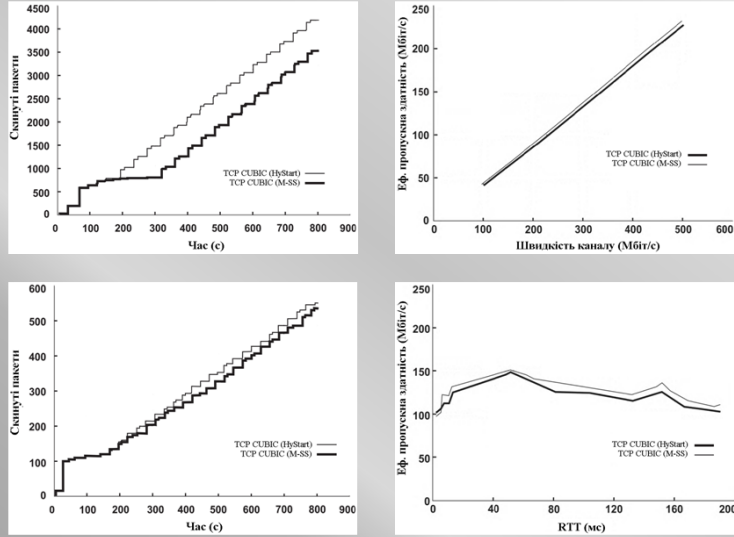 Скинуті пакети
4500
4000
3500
3000
2500
2000
1500
1000
500
0
0 100 200 300 400 500 600 700 800 900
Час (с)
TCP CUBIC (HyStart)
TCP CUBIC (M-SS)
Еф. пропускна здатність (Мбіт/с)
250
200
150
100
50
0
100 200 300 400 500 600
Швидкість каналу (Мбіт/с)
TCP CUBIC (HyStart)
TCP CUBIC (M-SS)
Скинуті пакети
600
500
400
300
200
100
0
0 100 200 300 400 500 600 700 800 900
Час (с)
TCP CUBIC (HyStart)
TCP CUBIC (M-SS)
Еф. пропускна здатність (Мбіт/с)
250
200
150
100
50
0
0 40 80 120 160 200
RTT (мс)
TCP CUBIC (HyStart)
TCP CUBIC (M-SS)